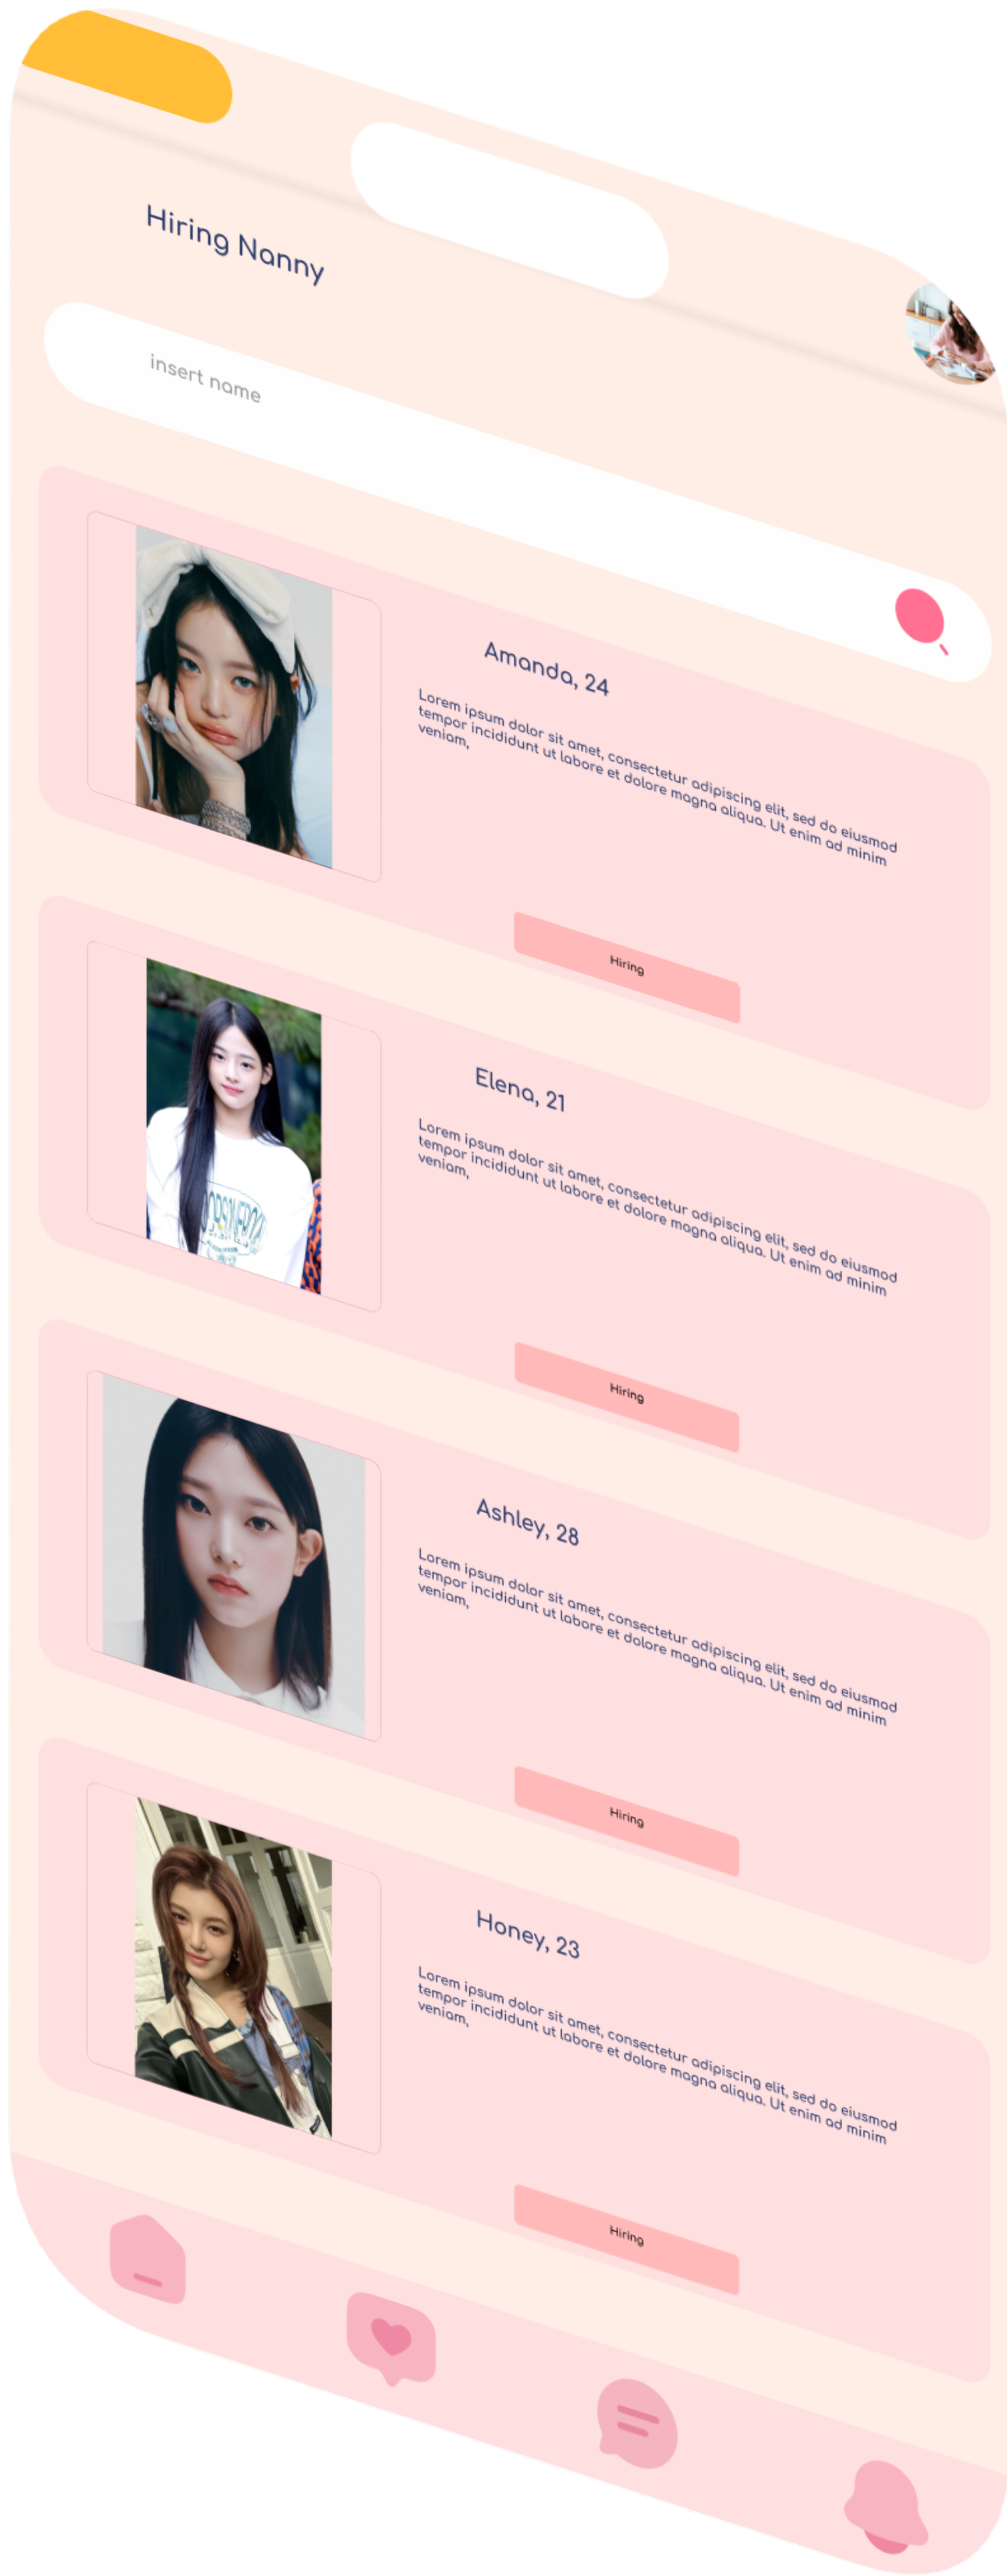 Hiring Nanny
insert name
Amanda, 24
Lorem ipsum dolor sit amet, consectetur adipiscing elit, sed do eiusmod
tempor incididunt ut labore et dolore magna aliqua. Ut enim ad minim
veniam,
Hiring
Elena, 21
Lorem ipsum dolor sit amet, consectetur adipiscing elit, sed do eiusmod
tempor incididunt ut labore et dolore magna aliqua. Ut enim ad minim
veniam,
Hiring
Ashley, 28
Lorem ipsum dolor sit amet, consectetur adipiscing elit, sed do eiusmod
tempor incididunt ut labore et dolore magna aliqua. Ut enim ad minim
veniam,
Hiring
Honey, 23
Lorem ipsum dolor sit amet, consectetur adipiscing elit, sed do eiusmod
tempor incididunt ut labore et dolore magna aliqua. Ut enim ad minim
veniam,
Hiring